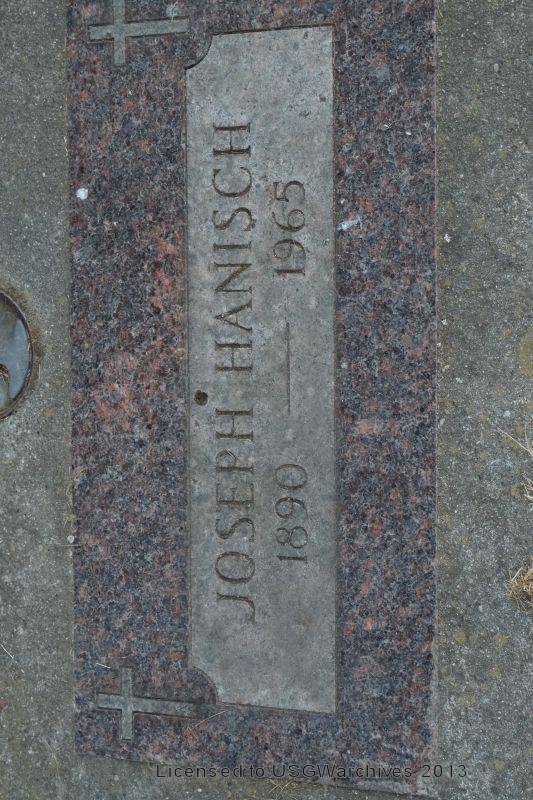 JOSEPH HANISCH
1890 — 1965
Licensed to USGWarchives 2013